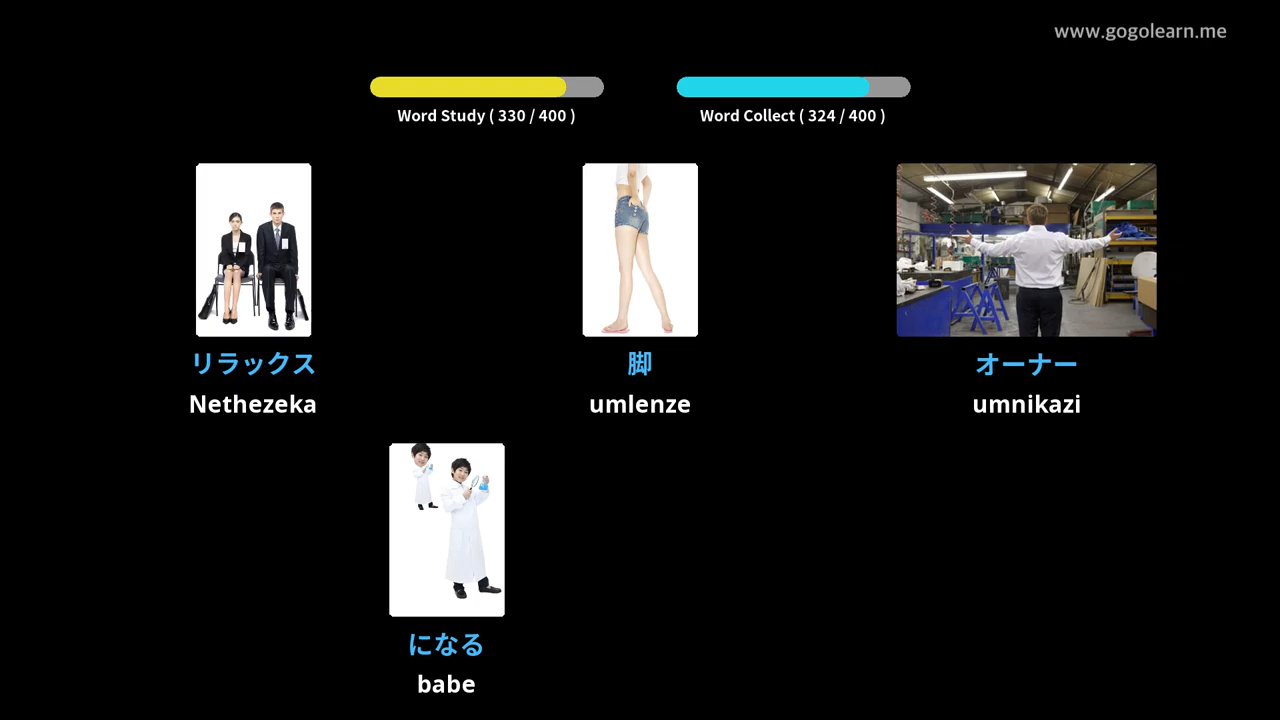 www.gogolearn.me
Word Study ( 330 / 400 )
Word Collect ( 324 / 400 )
リラックス
Nethezeka
脚
umlenze
オーナー
umnikazi
になる
babe